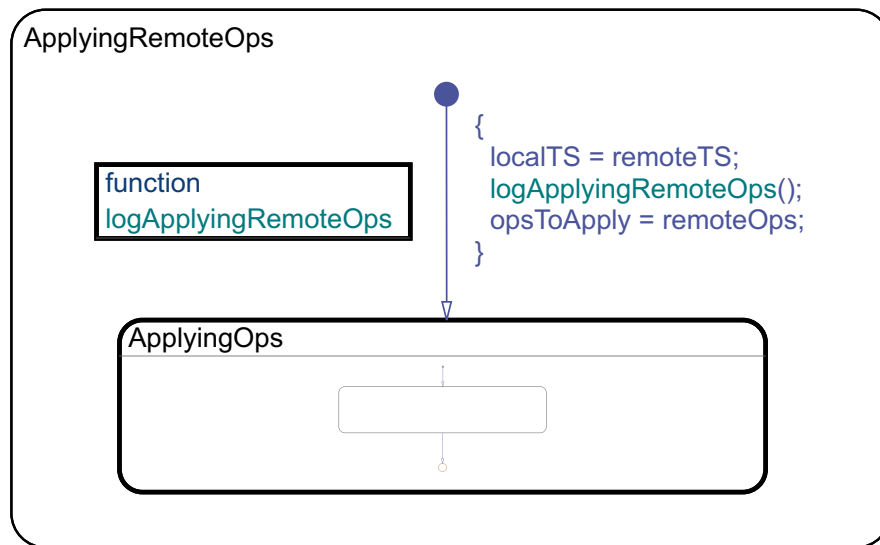 ApplyingRemoteOps
{
localTS = remoteTS;
logApplyingRemoteOps();
opsToApply = remoteOps;
}
function
logApplyingRemoteOps
ApplyingOps